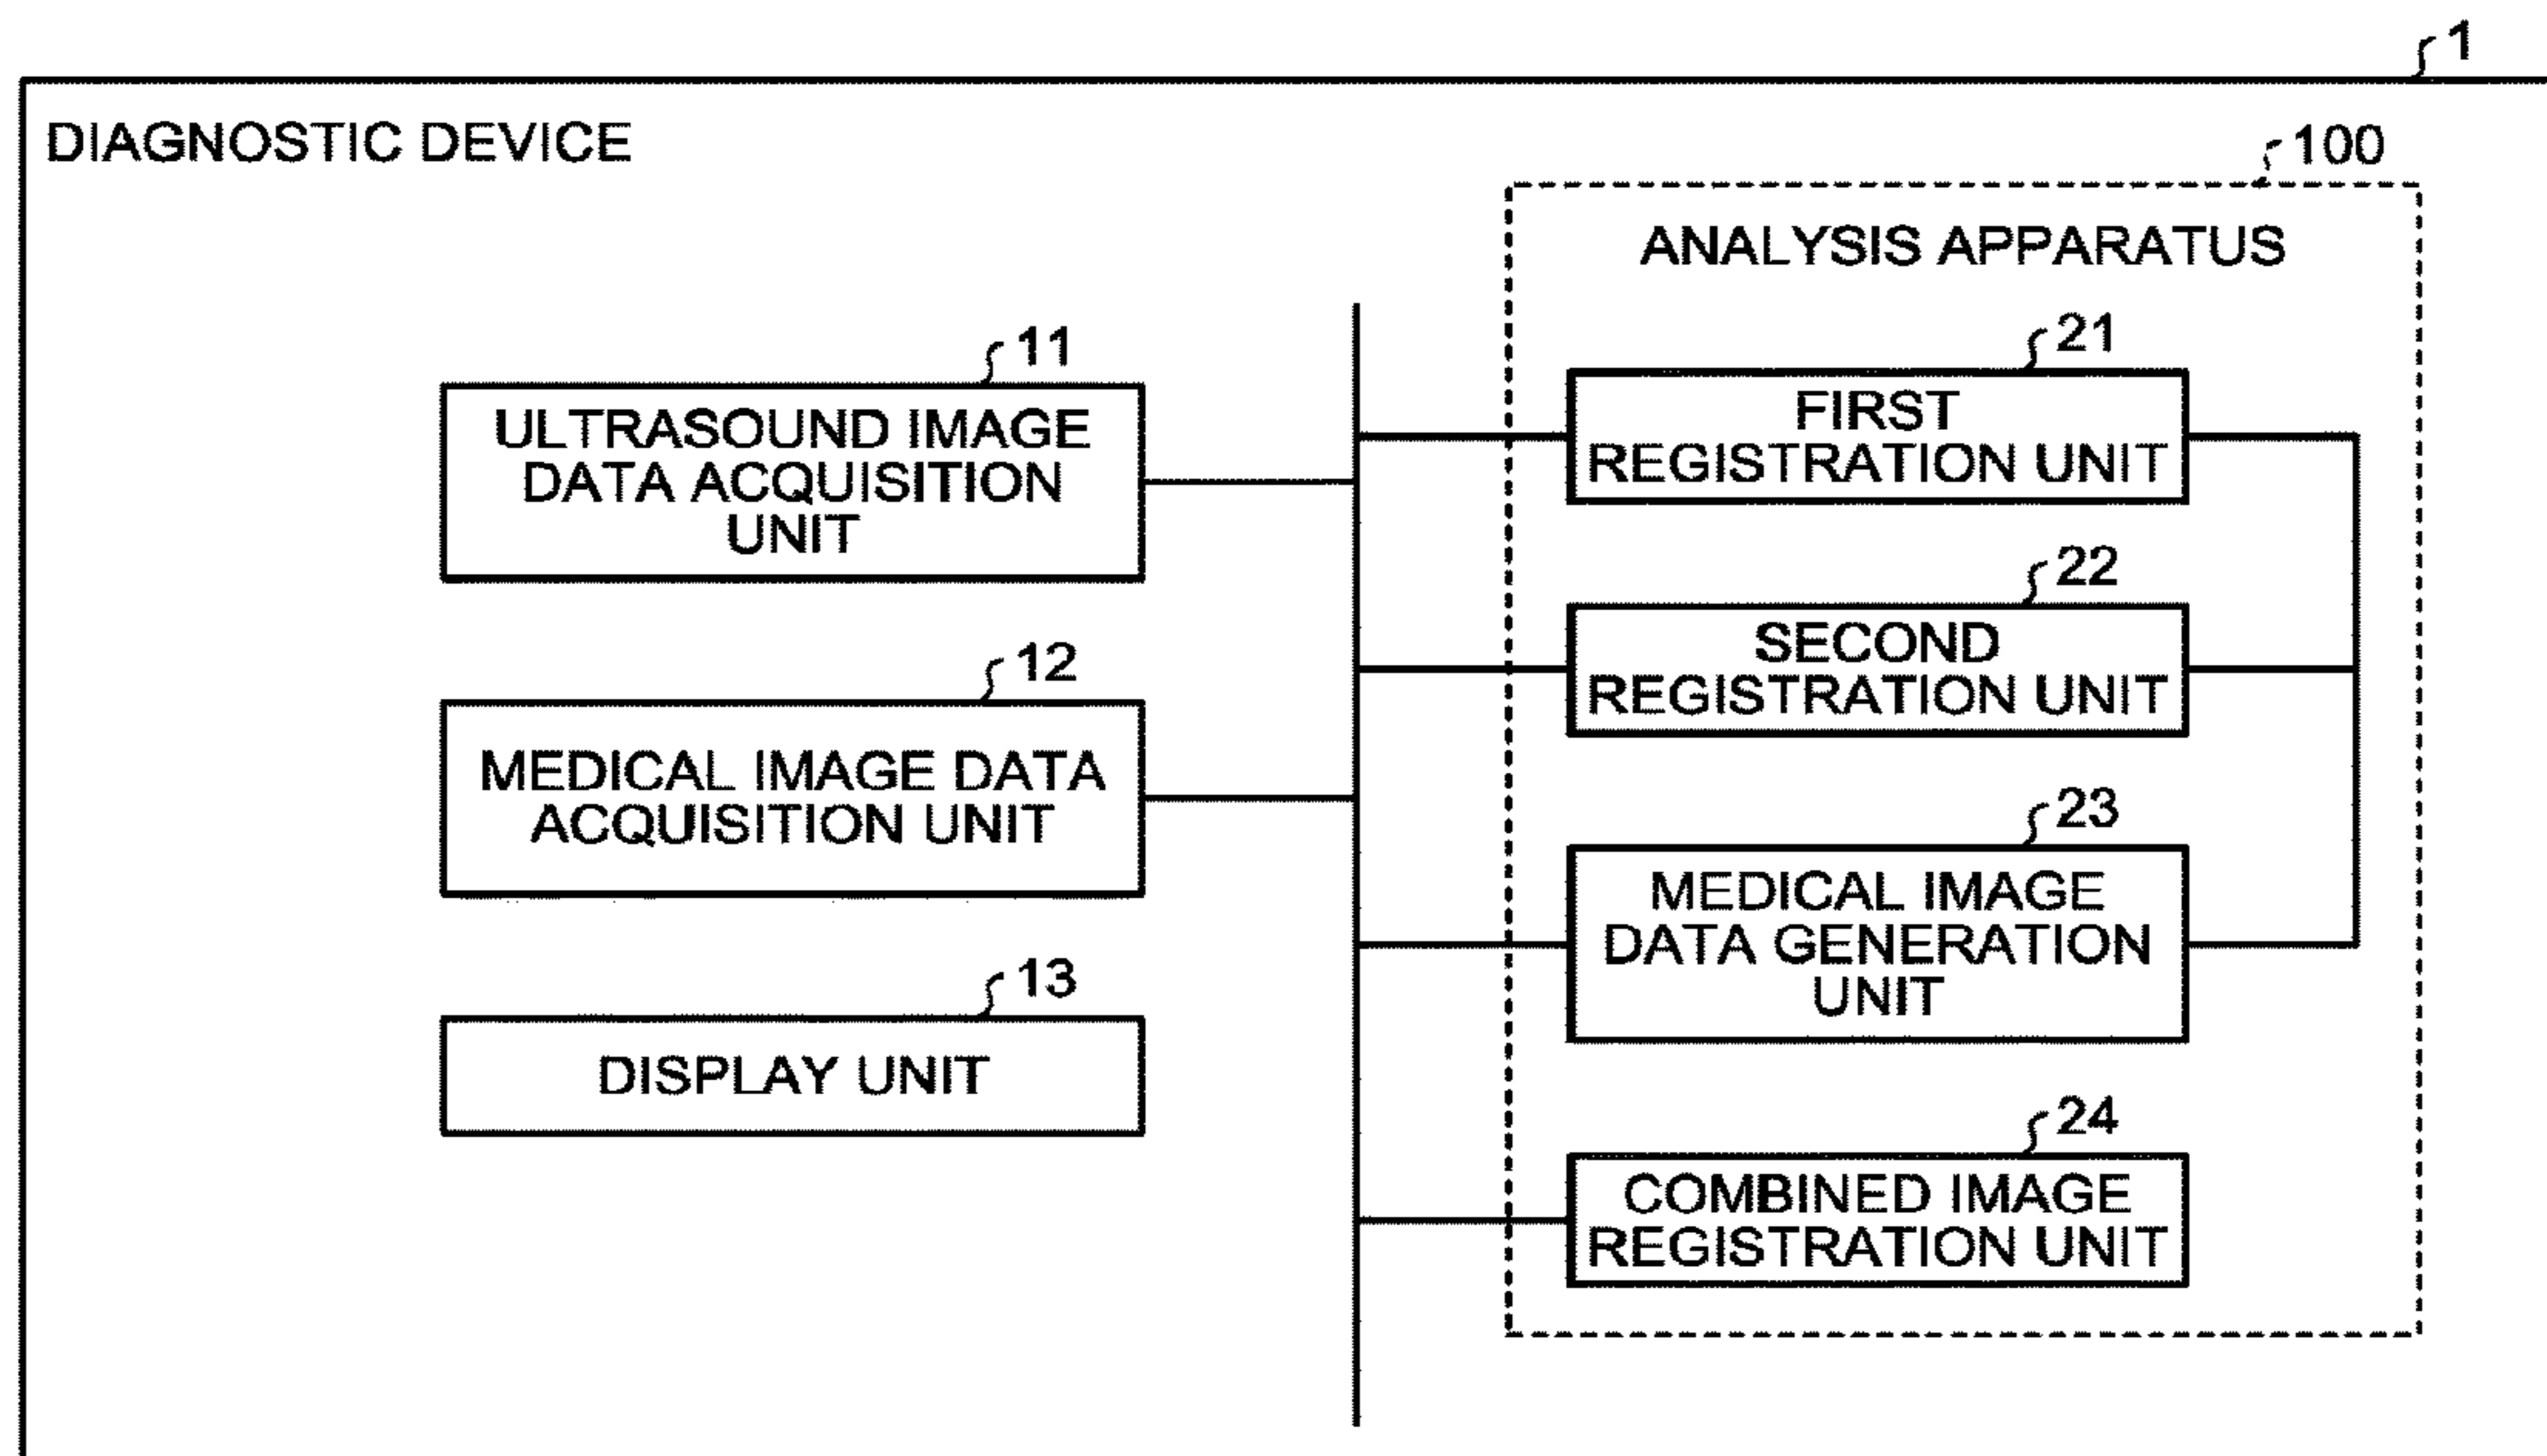 1
DIAGNOSTIC DEVICE
100
ANALYSIS APPARATUS
11
ULTRASOUND IMAGE
DATA ACQUISITION
UNIT
12
MEDICAL IMAGE DATA
ACQUISITION UNIT
13
DISPLAY UNIT
21
FIRST
REGISTRATION UNIT
22
SECOND
REGISTRATION UNIT
23
MEDICAL IMAGE
DATA GENERATION
UNIT
24
COMBINED IMAGE
REGISTRATION UNIT